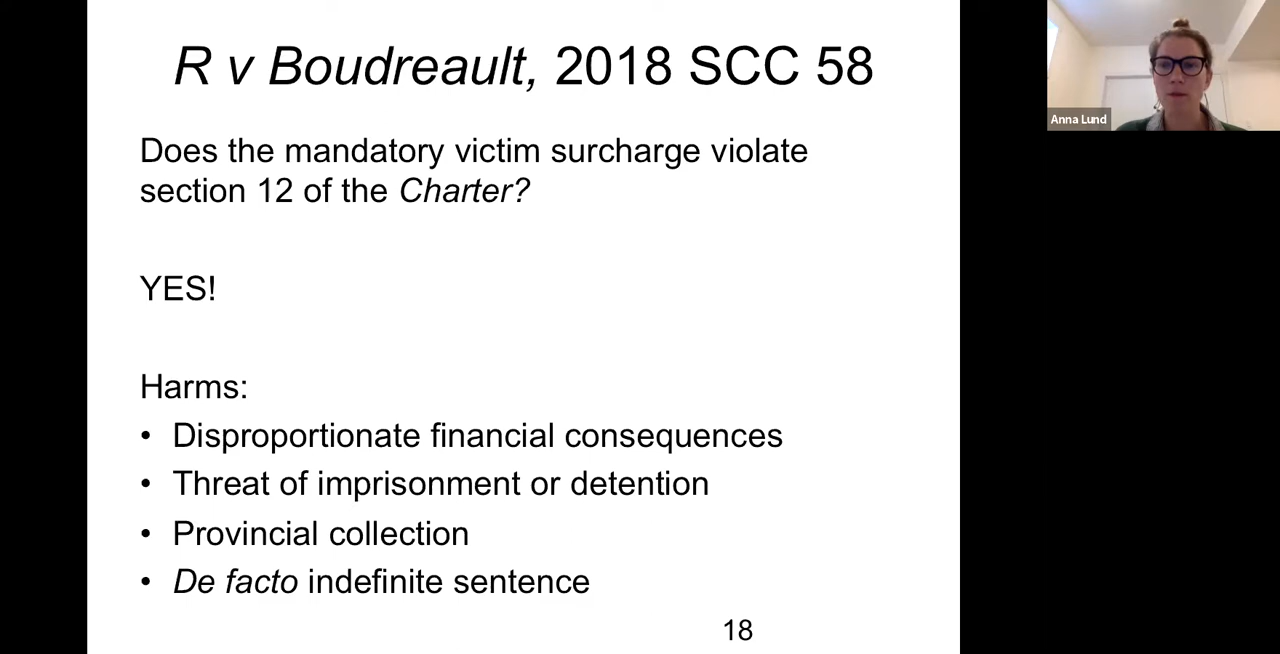 R v Boudreault, 2018 SCC 58
Anna Lund
Does the mandatory victim surcharge violate
section 12 of the Charter?
YES!
Harms:
• Disproportionate financial consequences
• Threat of imprisonment or detention
• Provincial collection
• De facto indefinite sentence
18